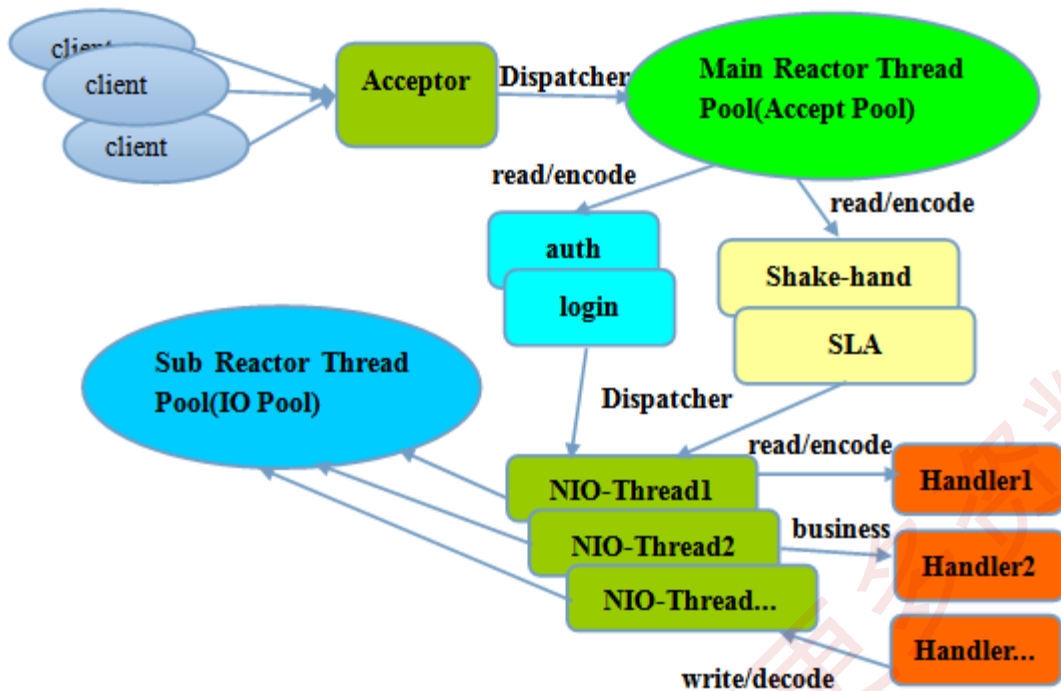 client
client
client
Acceptor
Dispatcher
Main Reactor Thread
Pool(Accept Pool)
read/encode
read/encode
auth
login
Shake-hand
SLA
Sub Reactor Thread
Pool(IO Pool)
Dispatcher
read/encode
NIO-Thread1
Handler1
business
NIO-Thread2
Handler2
NIO-Thread...
Handler...
write/decode